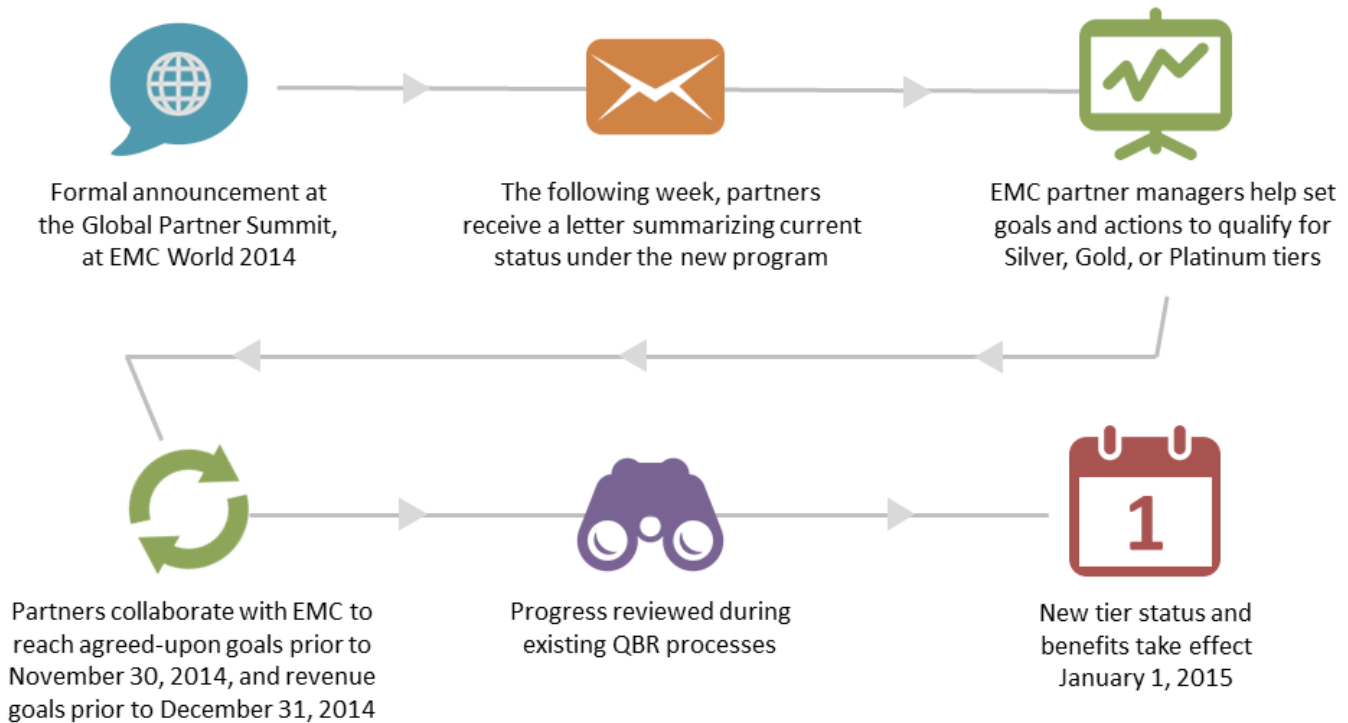 Formal announcement at
the Global Partner Summit,
at EMC World 2014
The following week, partners
receive a letter summarizing current
status under the new program
EMC partner managers help set
goals and actions to qualify for
Silver, Gold, or Platinum tiers
Partners collaborate with EMC to
reach agreed-upon goals prior to
November 30, 2014, and revenue
goals prior to December 31, 2014
Progress reviewed during
existing QBR processes
1
New tier status and
benefits take effect
January 1, 2015